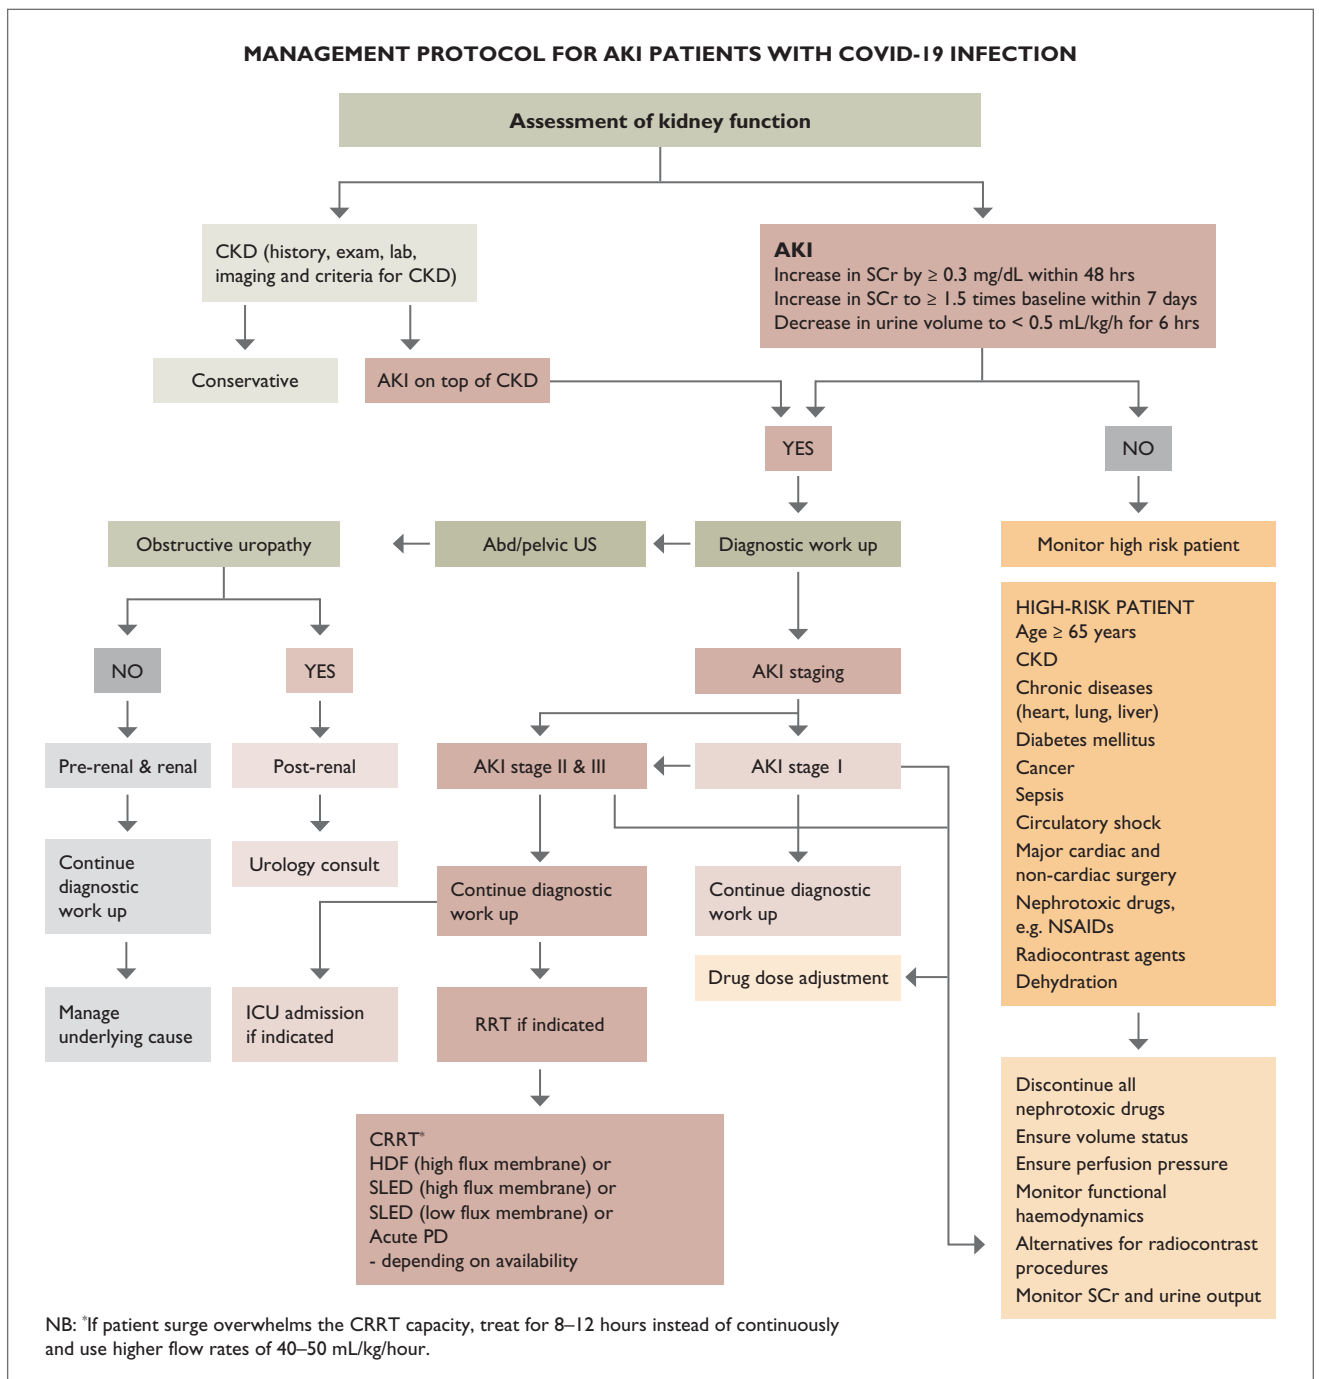 MANAGEMENT PROTOCOL FOR AKI PATIENTS WITH COVID-19 INFECTION
Assessment of kidney function
CKD (history, exam, lab,
imaging and criteria for CKD)
AKI
Increase in SCr by ≥ 0.3 mg/dL within 48 hrs
Increase in SCr to ≥ 1.5 times baseline within 7 days
Decrease in urine volume to < 0.5 mL/kg/h for 6 hrs
Conservative
AKI on top of CKD
YES
NO
Obstructive uropathy
Abd/pelvic US
Diagnostic work up
Monitor high risk patient
HIGH-RISK PATIENT
Age ≥ 65 years
CKD
Chronic diseases
(heart, lung, liver)
Diabetes mellitus
Cancer
Sepsis
Circulatory shock
Major cardiac and
non-cardiac surgery
Nephrotoxic drugs,
e.g. NSAIDs
Radiocontrast agents
Dehydration
NO
YES
AKI staging
Pre-renal & renal
Post-renal
AKI stage II & III
AKI stage I
Continue
diagnostic
work up
Urology consult
Continue diagnostic
work up
Continue diagnostic
work up
Drug dose adjustment
Manage
underlying cause
ICU admission
if indicated
RRT if indicated
Discontinue all
nephrotoxic drugs
Ensure volume status
Ensure perfusion pressure
Monitor functional
haemodynamics
Alternatives for radiocontrast
procedures
Monitor SCr and urine output
CRRT*
HDF (high flux membrane) or
SLED (high flux membrane) or
SLED (low flux membrane) or
Acute PD
- depending on availability
NB: *If patient surge overwhelms the CRRT capacity, treat for 8–12 hours instead of continuously
and use higher flow rates of 40–50 mL/kg/hour.